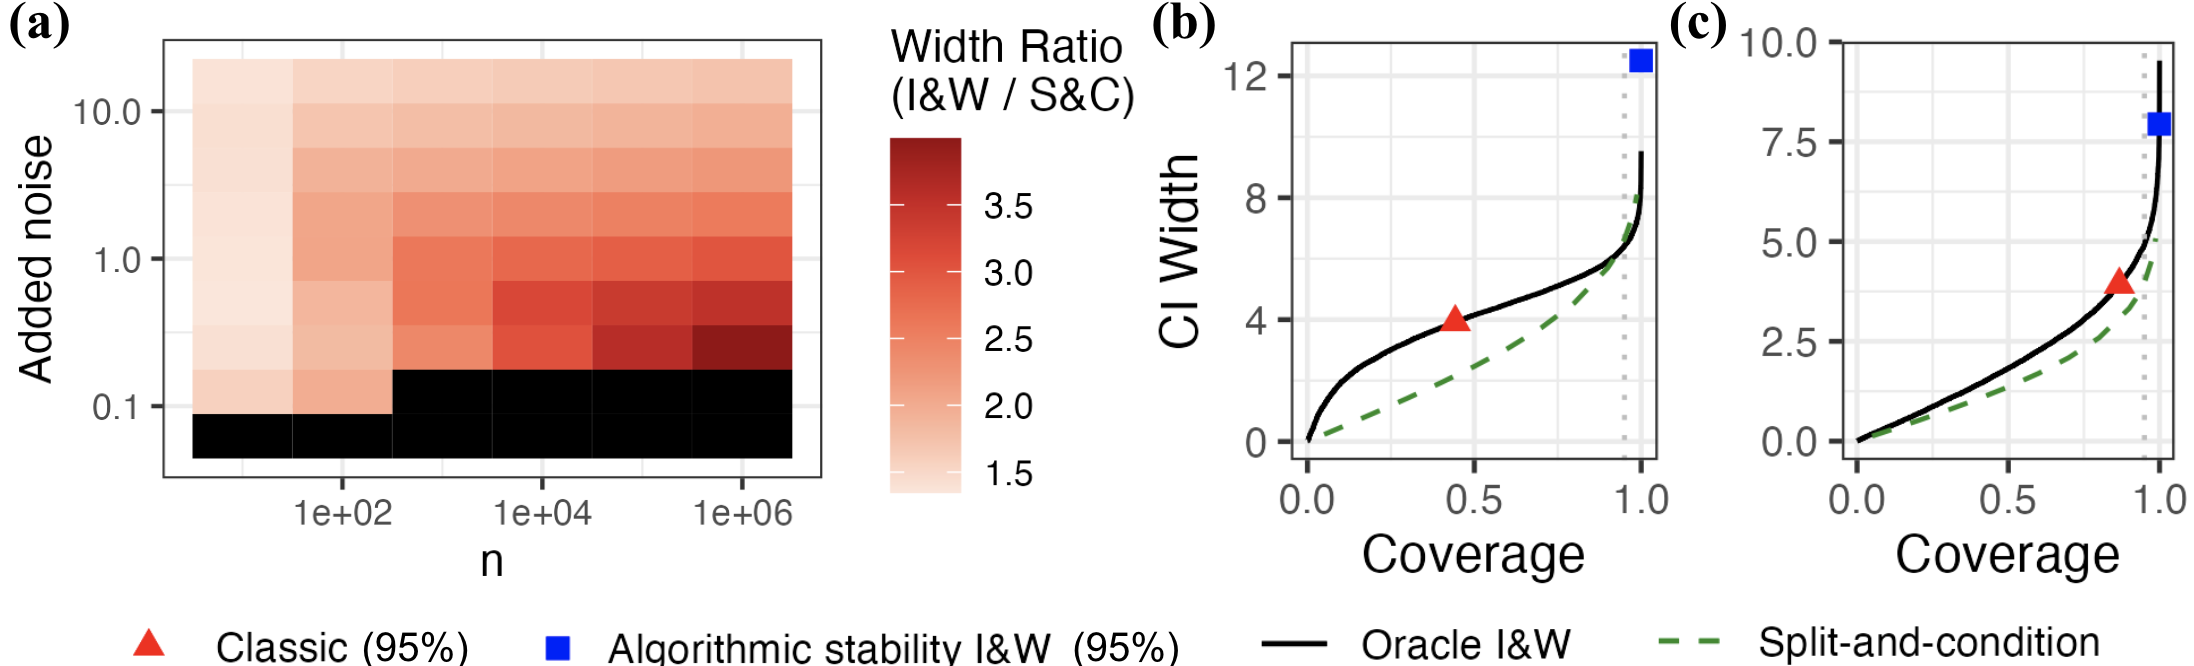 (a)
Added noise
10.0
1.0
0.1
1e+02 1e+04 1e+06
n
Width Ratio
(I&W / S&C)
3.5
3.0
2.5
2.0
1.5
(b)
CI Width
12
8
4
0
0.0 0.5 1.0
Coverage
(c)
10.0
7.5
5.0
2.5
0.0
0.0 0.5 1.0
Coverage
Classic (95%) Algorithmic stability I&W (95%) Oracle I&W Split-and-condition